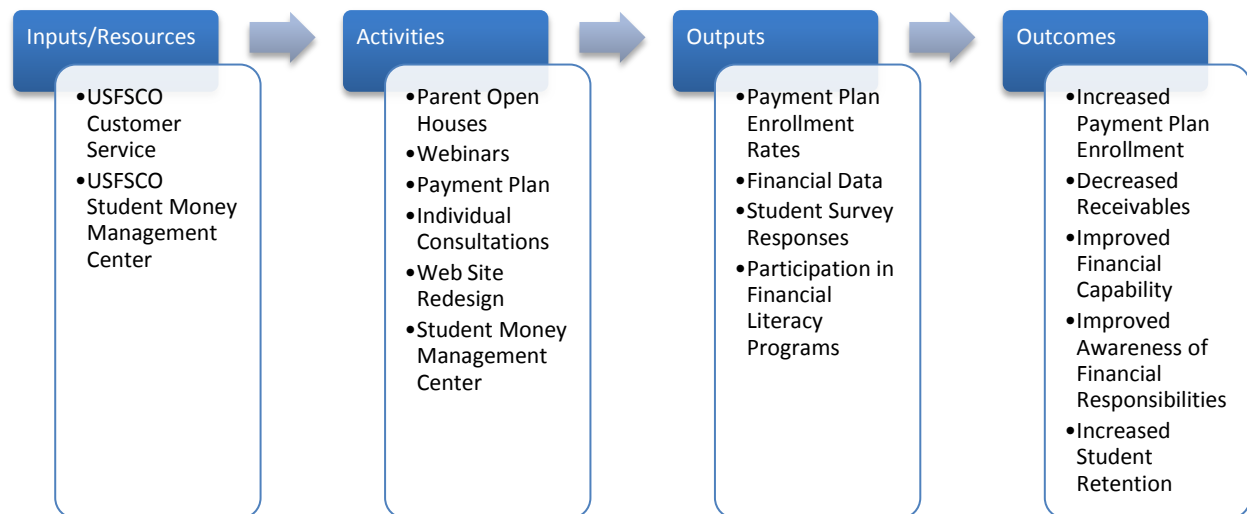 Inputs/Resources
•USFSCO
Customer
Service
•USFSCO
Student Money
Management
Center
Activities
•Parent Open
Houses
•Webinars
•Payment Plan
•Individual
Consultations
•Web Site
Redesign
•Student Money
Management
Center
Outputs
•Payment Plan
Enrollment
Rates
•Financial Data
•Student Survey
Responses
•Participation in
Financial
Literacy
Programs
Outcomes
•Increased
Payment Plan
Enrollment
•Decreased
Receivables
•Improved
Financial
Capability
•Improved
Awareness of
Financial
Responsibilities
•Increased
Student
Retention